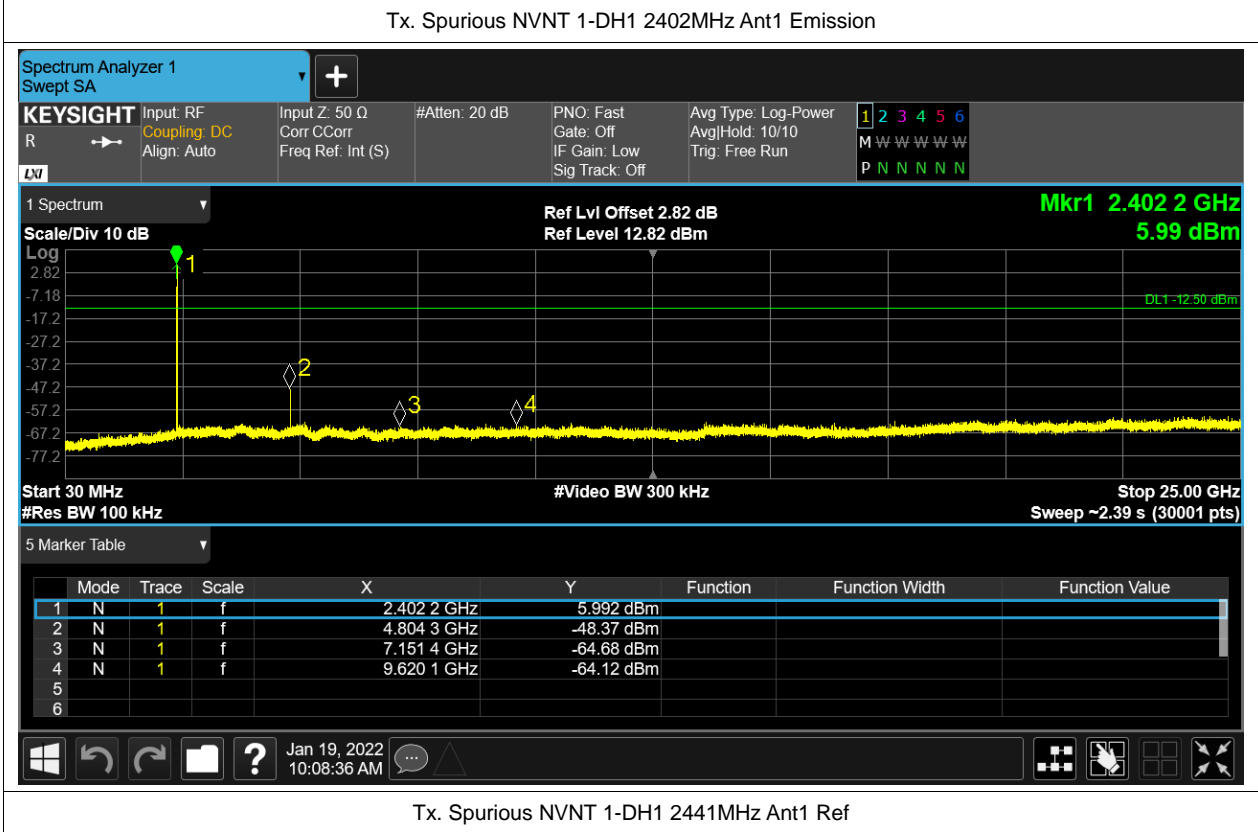 Tx. Spurious NVNT 1-DH1 2402MHz Ant1 Emission
Spectrum Analyzer 1
Swept SA
KEYSIGHT Input: RF Input Z: 50 Ω #Atten: 20 dB PNO: Fast Avg Type: Log-Power 1 2 3 4 5 6
R Coupling: DC Corr CCorr Gate: Off Avg|Hold: 10/10 M W W W W W
Align: Auto Freq Ref: Int (S) IF Gain: Low Trig: Free Run
LXI Sig Track: Off P N N N N N
1 Spectrum
Ref Lvl Offset 2.82 dB
Mkr1 2.402 2 GHz
Scale/Div 10 dB Ref Level 12.82 dBm 5.99 dBm
Log
1
2.82
-7.18
DL1 -12.50 dBm
-17.2
-27.2
-37.2
2
-47.2
-57.2
3
4
-67.2
-77.2
Start 30 MHz #Video BW 300 kHz Stop 25.00 GHz
#Res BW 100 kHz Sweep ~2.39 s (30001 pts)
5 Marker Table
Mode Trace Scale X Y Function Function Width Function Value
1 N 1 f 2.402 2 GHz 5.992 dBm
2 N 1 f 4.804 3 GHz -48.37 dBm
3 N 1 f 7.151 4 GHz -64.68 dBm
4 N 1 f 9.620 1 GHz -64.12 dBm
5
6
? Jan 19, 2022
10:08:36 AM
Tx. Spurious NVNT 1-DH1 2441MHz Ant1 Ref